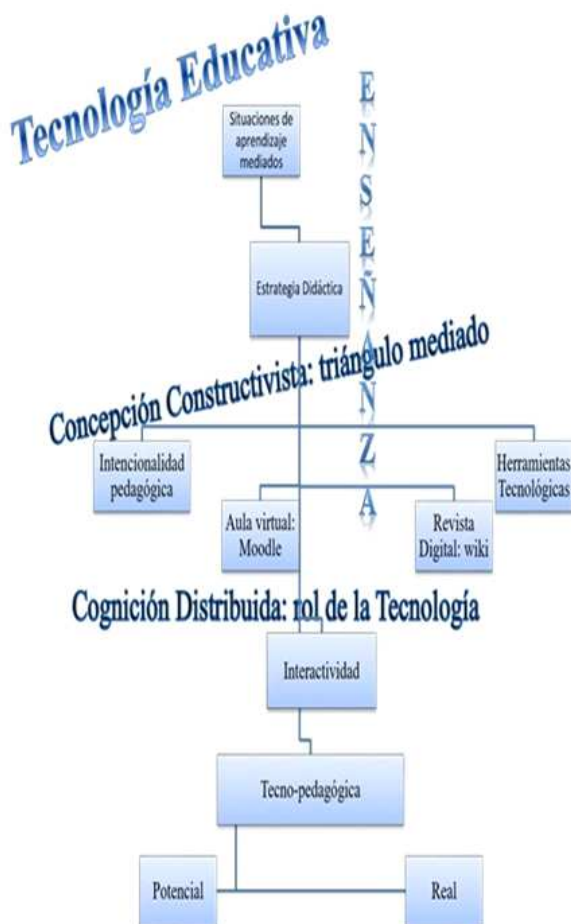 Tecnología Educativa
Situaciones de
aprendizaje
mediados
ENSEÑANZA
Estrategia Didáctica
Concepción Constructivista: triángulo mediado
Intencionalidad
pedagógica
Herramientas
Tecnológicas
Aula virtual:
Moodle
Revista
Digital: wiki
Cognición Distribuida: rol de la Tecnología
Interactividad
Tecno-pedagógica
Potencial
Real